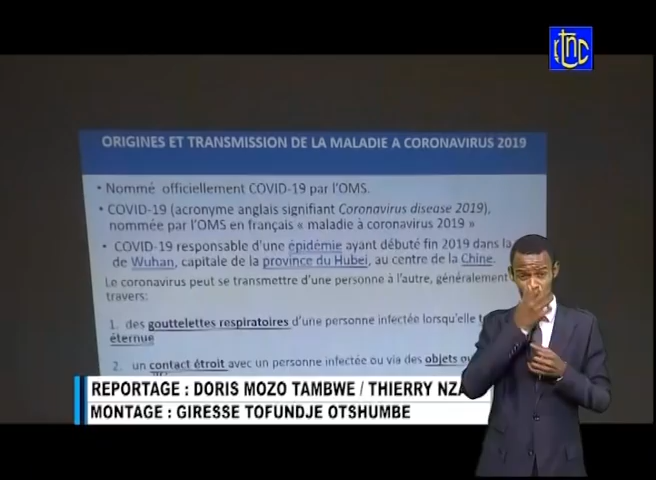 rtnc
ORIGINES ET TRANSMISSION DE LA MALADIE A CORONAVIRUS 2019
• Nommé officiellement COVID-19 par l'OMS.
• COVID-19 (acronyme anglais signifiant Coronavirus disease 2019),
nommée par l'OMS en français « maladie à coronavirus 2019 »
• COVID-19 responsable d'une épidémie ayant débuté fin 2019 dans la
de Wuhan, capitale de la province du Hubei, au centre de la Chine.
Le coronavirus peut se transmettre d'une personne à l'autre, généralement
travers:
1. des gouttelettes respiratoires d'une personne infectée lorsqu'elle
éternue
2. un contact étroit avec une personne infectée ou via des objets ou
REPORTAGE : DORIS MOZO TAMBWE / THIERRY
MONTAGE : GIRESSE TOFUNDJE OTSHUMBE